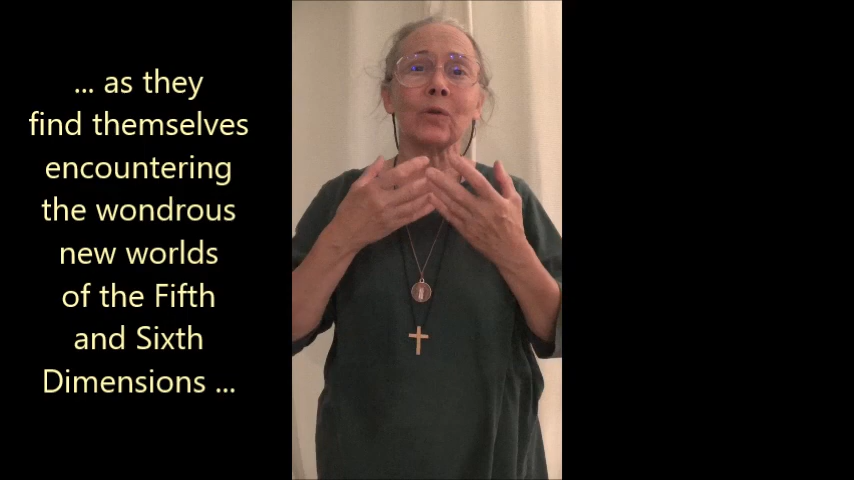 ... as they
find themselves
encountering
the wondrous
new worlds
of the Fifth
and Sixth
Dimensions ...